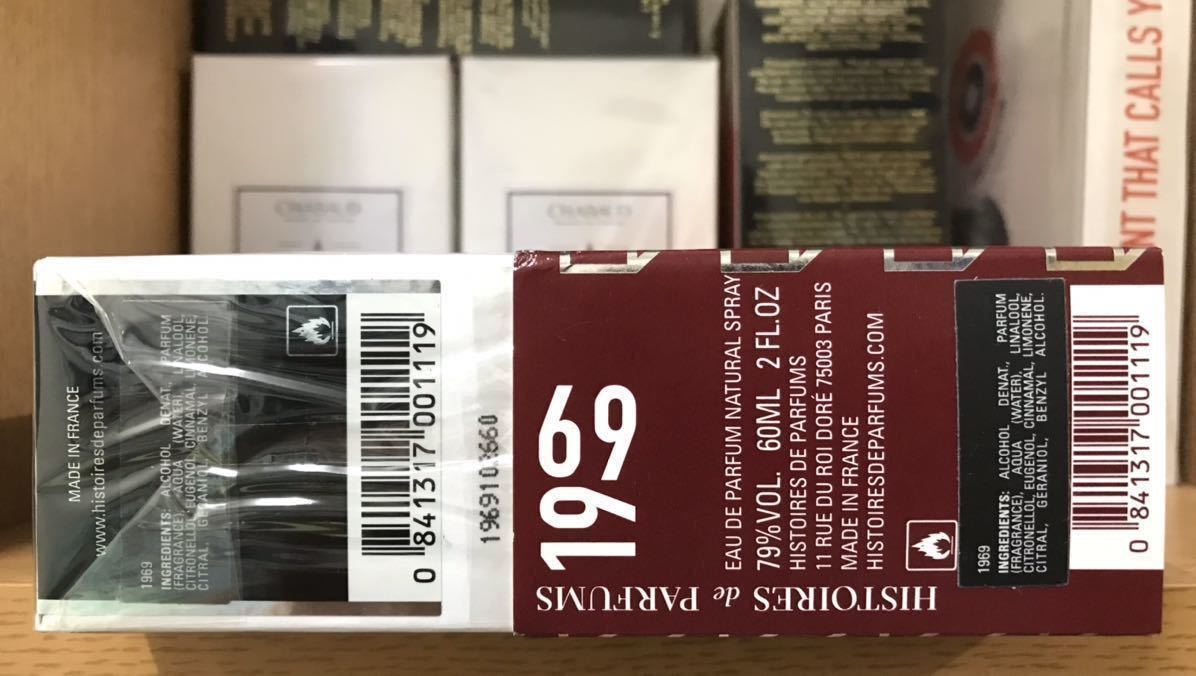 MADE IN FRANCE
www.histoiresdeparfums.com
1969
INGREDIENTS: ALCOHOL DENAT., PARFUM
(FRAGRANCE), AQUA (WATER), LINALOOL,
CITRONELLOL, EUGENOL, CINNAMAL, LIMONENE,
CITRAL, GERANIOL, BENZYL ALCOHOL.
0 841317 001119
1969103660
1969
HISTOIRES de PARFUMS
EAU DE PARFUM NATURAL SPRAY
79%VOL. 60ML 2 FL.OZ
HISTOIRES DE PARFUMS
11 RUE DU ROI DORÉ 75003 PARIS
MADE IN FRANCE
HISTOIRESDEPARFUMS.COM
1969
INGREDIENTS: ALCOHOL DENAT., PARFUM
(FRAGRANCE), AQUA (WATER), LINALOOL,
CITRONELLOL, EUGENOL, CINNAMAL, LIMONENE,
CITRAL, GERANIOL, BENZYL ALCOHOL.
0 841317 001119
THAT CALLS